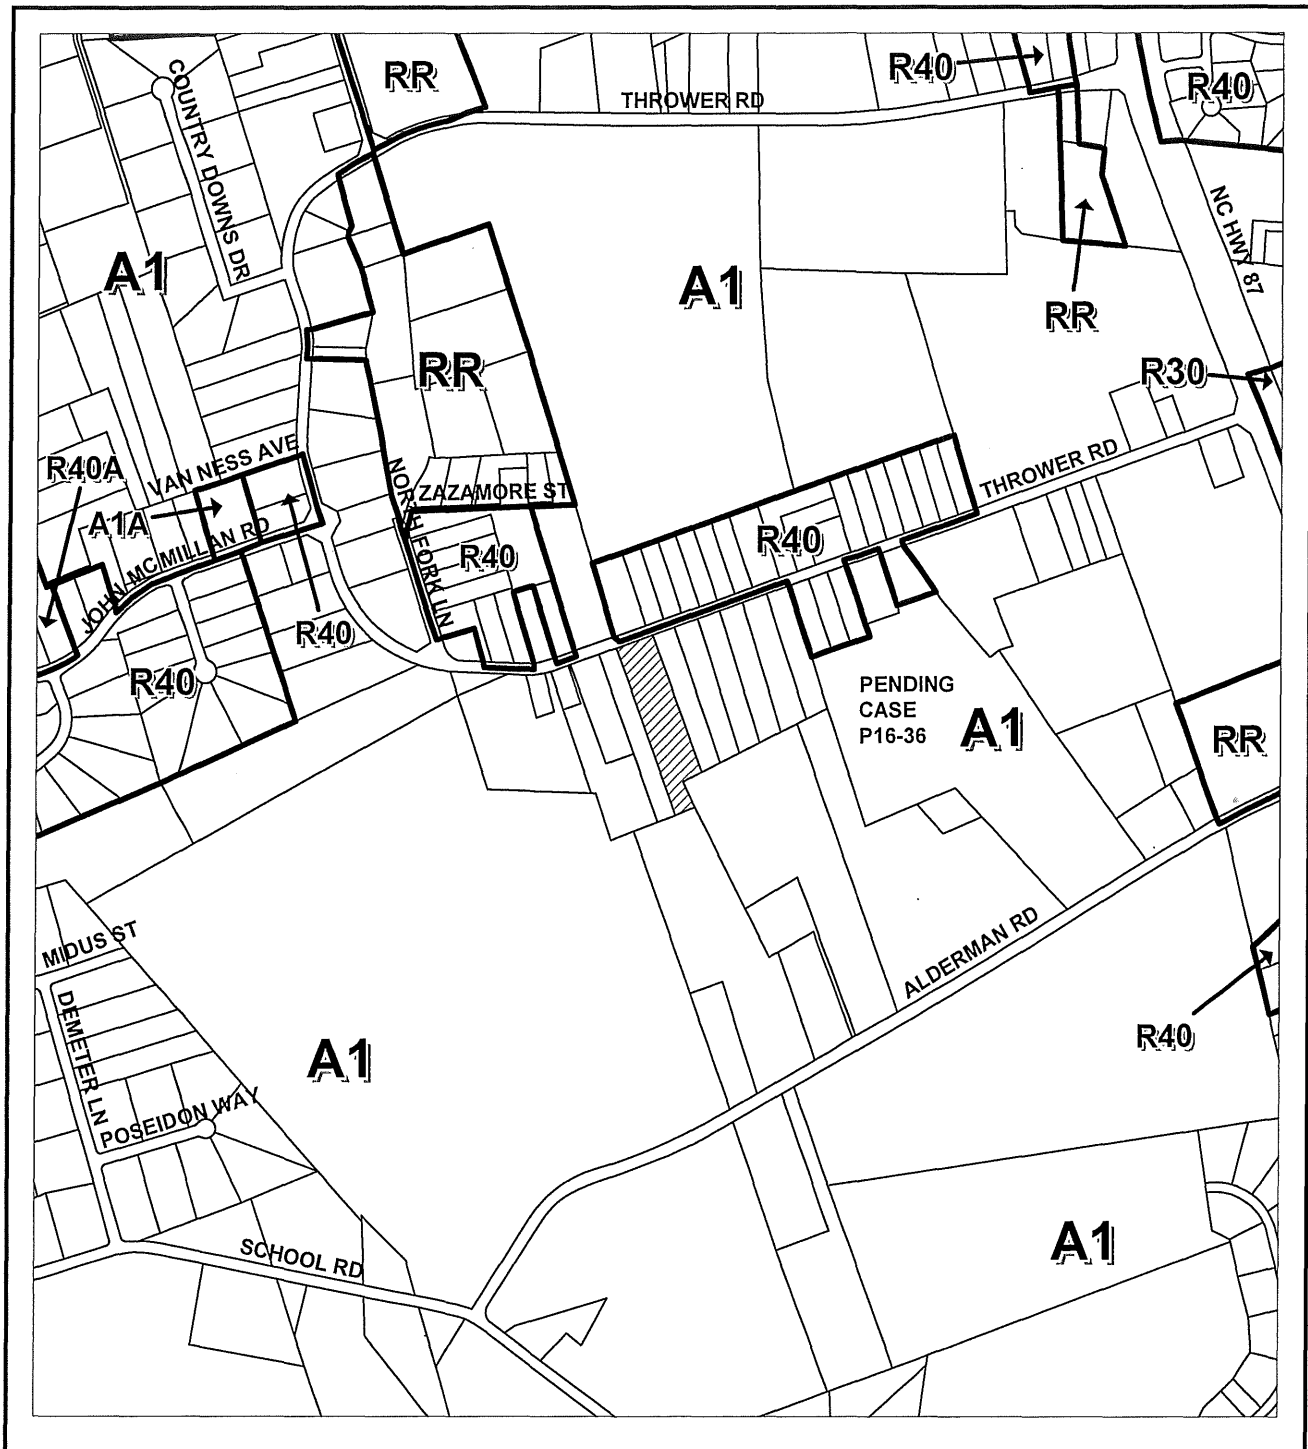 RR
R40
R40
THROWER RD
COUNTRY DOWNS DR
NC HWY 87
A1
A1
RR
RR
R30
VAN NESS AVE
R40A
A1A
NORTH FORK LN
ZAZAMORE ST
THROWER RD
R40
R40
JOHN MC MILLAN RD
R40
R40
PENDING
CASE
P16-36
A1
RR
MIDUS ST
ALDERMAN RD
DEMETER LN
R40
A1
POSEIDON WAY
SCHOOL RD
A1